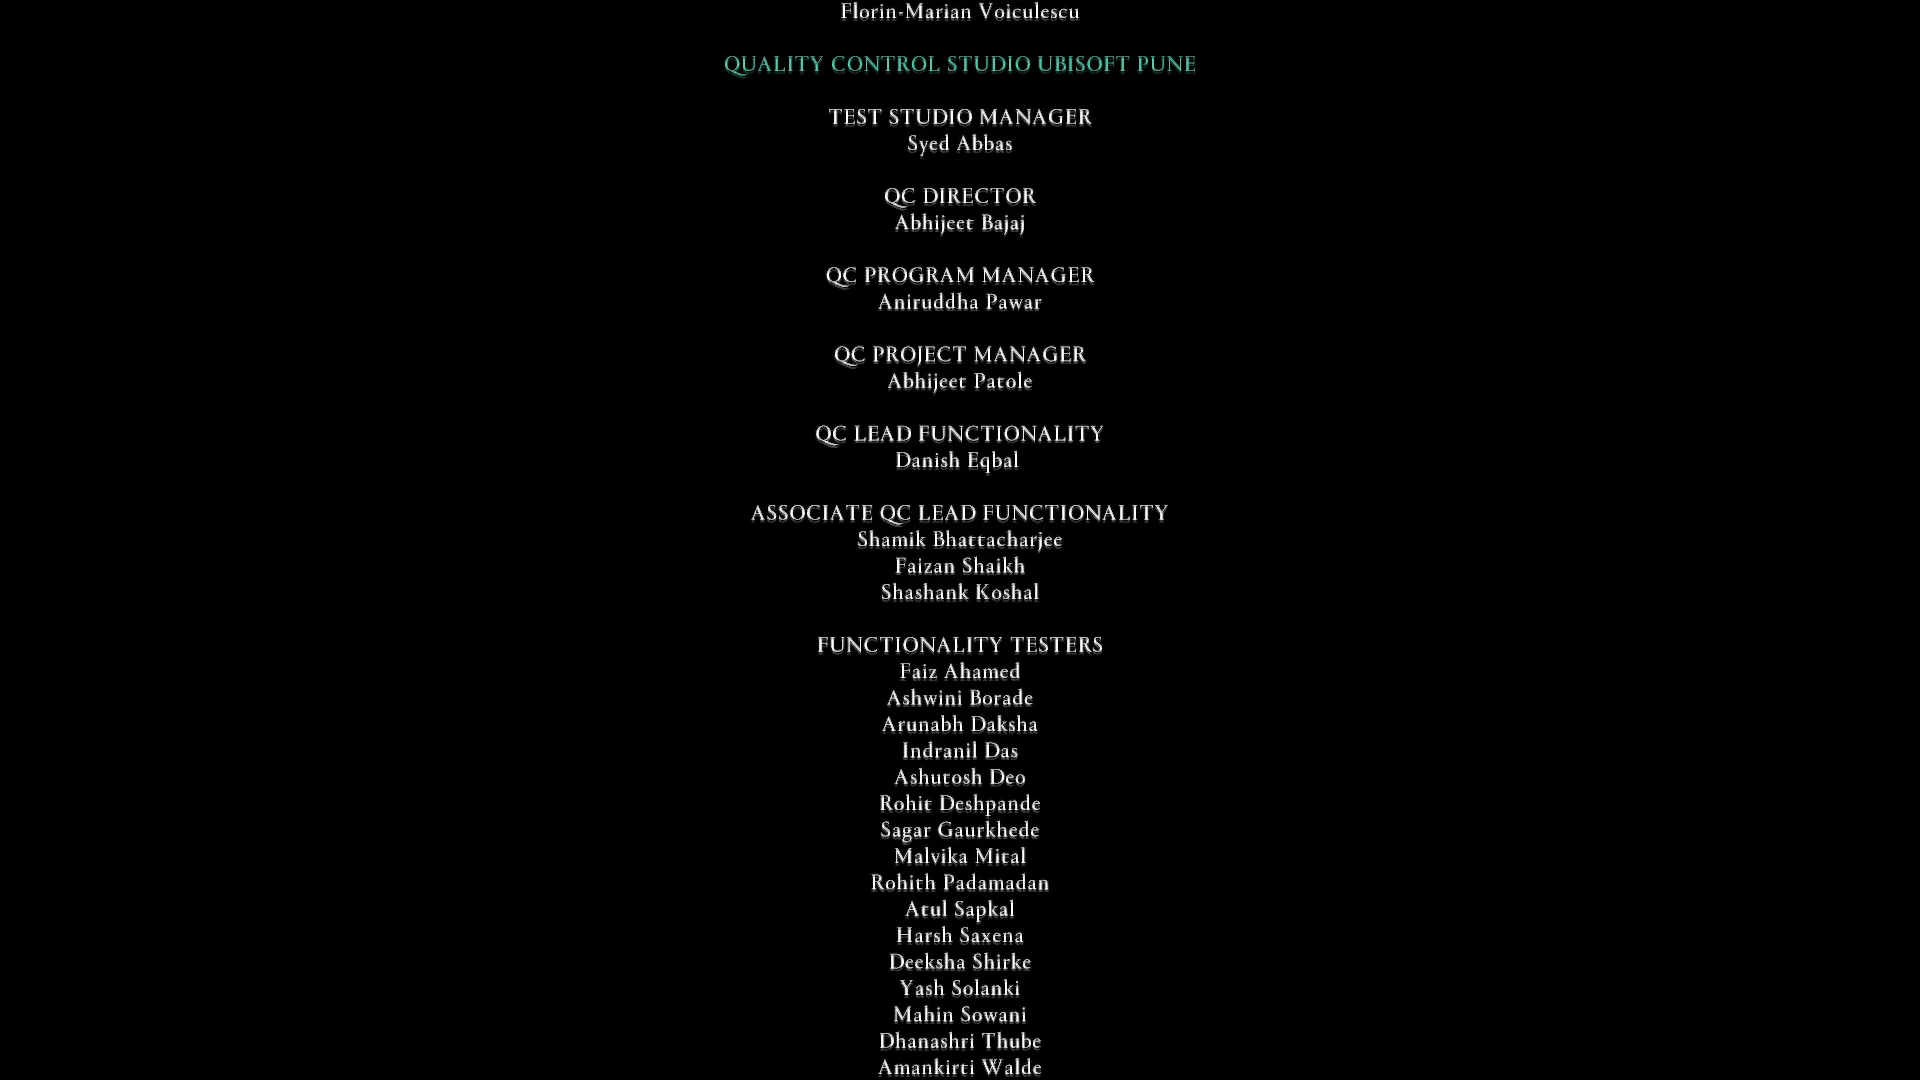 Florin-Marian Voiculescu
QUALITY CONTROL STUDIO UBISOFT PUNE
TEST STUDIO MANAGER
Syed Abbas
QC DIRECTOR
Abhijeet Bajaj
QC PROGRAM MANAGER
Aniruddha Pawar
QC PROJECT MANAGER
Abhijeet Patole
QC LEAD FUNCTIONALITY
Danish Eqbal
ASSOCIATE QC LEAD FUNCTIONALITY
Shamik Bhattacharjee
Faizan Shaikh
Shashank Koshal
FUNCTIONALITY TESTERS
Faiz Ahamed
Ashwini Borade
Arunabh Daksha
Indranil Das
Ashutosh Deo
Rohit Deshpande
Sagar Gaurkhede
Malvika Mital
Rohith Padamadan
Atul Sapkal
Harsh Saxena
Deeksha Shirke
Yash Solanki
Mahin Sowani
Dhanashri Thube
Amankirti Walde